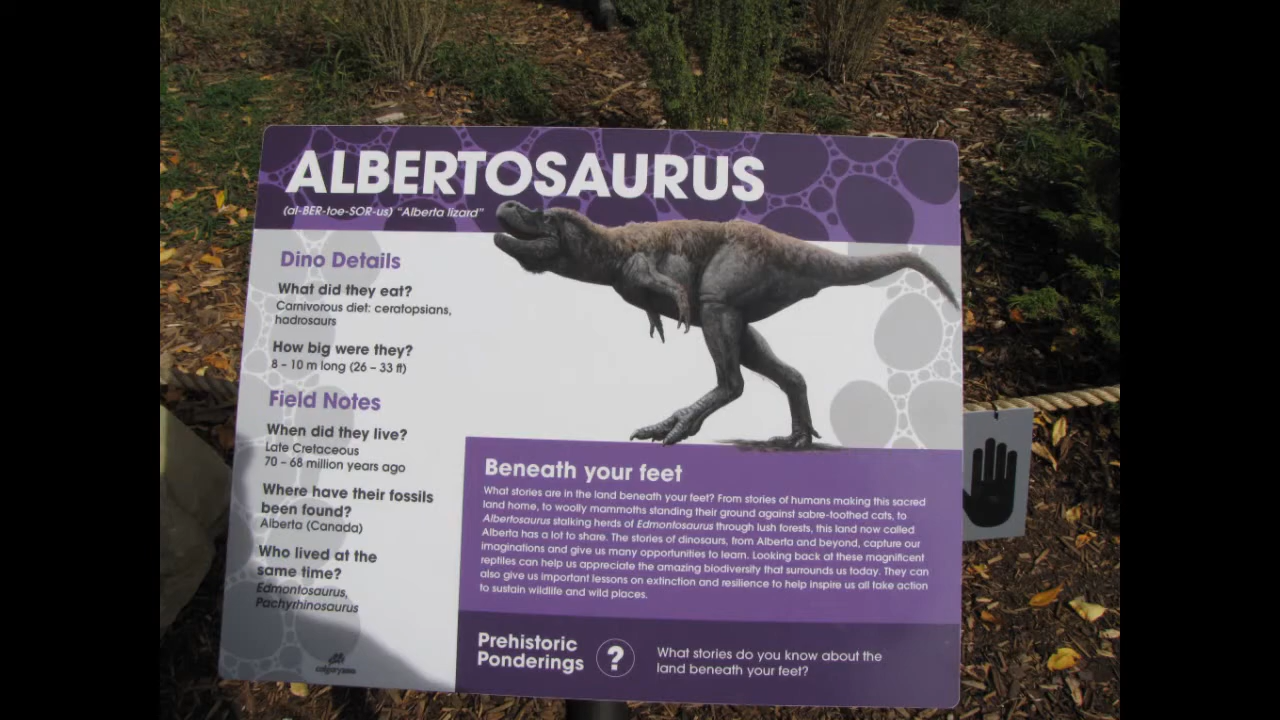 ALBERTOSAURUS
(al-BER-toe-SOR-us) “Alberta lizard”
Dino Details
What did they eat?
Carnivorous diet: ceratopsians,
hadrosaurs
How big were they?
8 – 10 m long (26 – 33 ft)
Field Notes
When did they live?
Late Cretaceous
70 – 68 million years ago
Where have their fossils
been found?
Alberta (Canada)
Who lived at the
same time?
Edmontosaurus,
Pachyrhinosaurus
calgaryzoo
Beneath your feet
What stories are in the land beneath your feet? From stories of humans making this sacred
land home, to woolly mammoths standing their ground against sabre-toothed cats, to
Albertosaurus stalking herds of Edmontosaurus through lush forests, this land now called
Alberta has a lot to share. The stories of dinosaurs, from Alberta and beyond, capture our
imaginations and give us many opportunities to learn. Looking back at these magnificent
reptiles can help us appreciate the amazing biodiversity that surrounds us today. They can
also give us important lessons on extinction and resilience to help inspire us all take action
to sustain wildlife and wild places.
Prehistoric
Ponderings
?
What stories do you know about the
land beneath your feet?